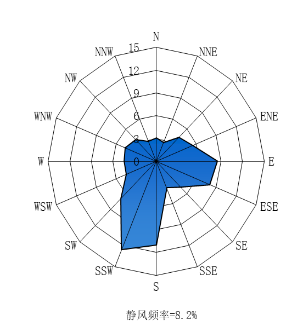 N
NNW 15 NNE
12
NW NE
9
6
WNW ENE
3
W 0 E
WSW ESE
SW SE
SSW SSE
S
静风频率=8.2%